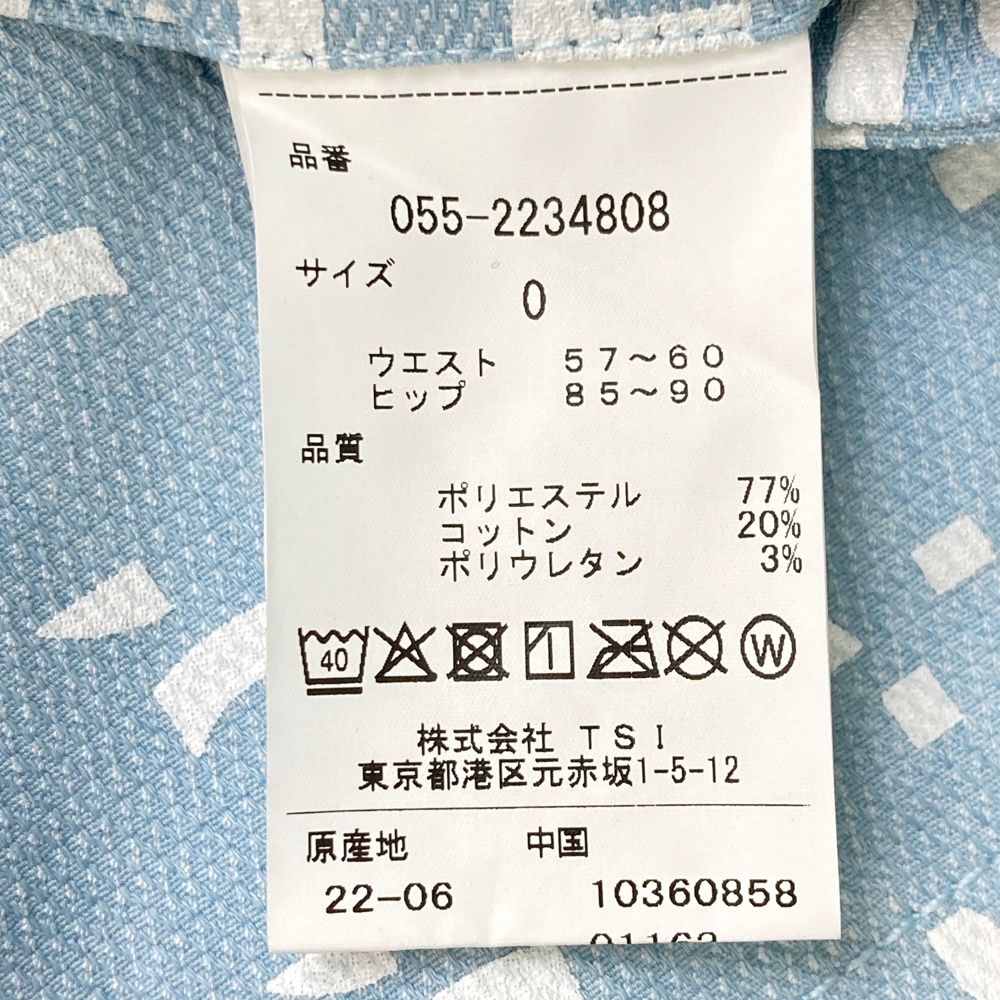 品番
055-2234808
サイズ
0
ウエスト 57～60
ヒップ 85～90
品質
ポリエステル 77%
コットン 20%
ポリウレタン 3%
40
W
株式会社 TSI
東京都港区元赤坂1-5-12
原産地 中国
22-06 10360858